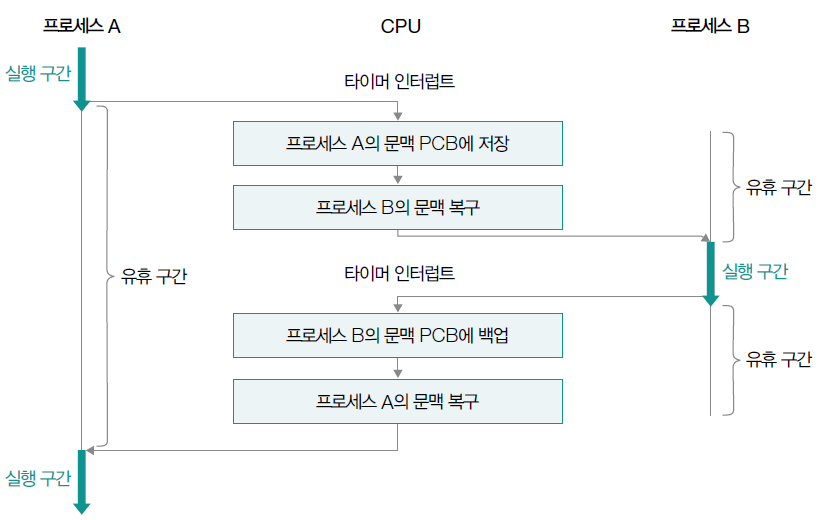 프로세스 A
CPU
프로세스 B
실행 구간
타이머 인터럽트
프로세스 A의 문맥 PCB에 저장
프로세스 B의 문맥 복구
유휴 구간
유휴 구간
타이머 인터럽트
실행 구간
프로세스 B의 문맥 PCB에 백업
프로세스 A의 문맥 복구
유휴 구간
실행 구간